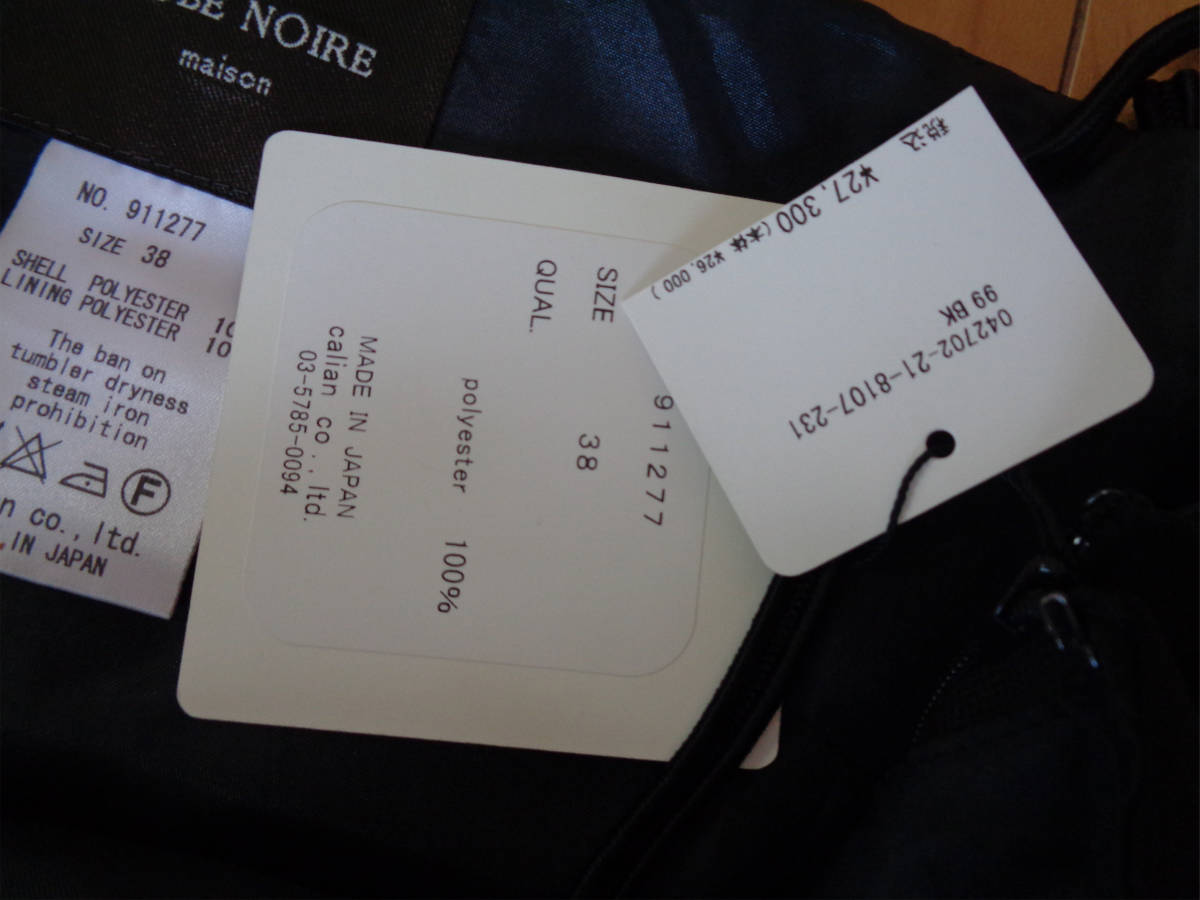 NOIRE
maison
NO. 911277
SIZE 38
SHELL POLYESTER
LINING POLYESTER
The ban on
tumbler dryness
steam iron
prohibition
F
co., ltd.
IN JAPAN
911277
SIZE 38
QUAL.
polyester 100%
MADE IN JAPAN
calian co., ltd.
03-5785-0094
042702-21-8107-231
99 BK
¥27,300(本体 ¥26,000)
税込